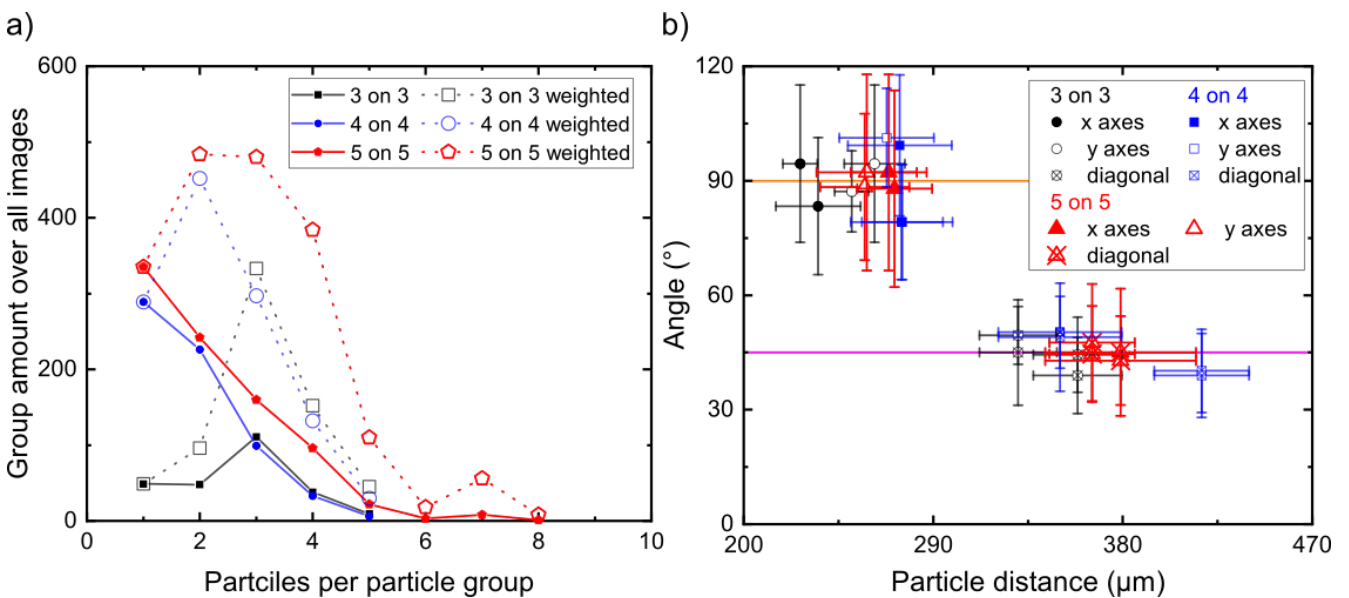 a)
Group amount over all images
600
400
200
0
0 2 4 6 8 10
Partciles per particle group
3 on 3 3 on 3 weighted
4 on 4 4 on 4 weighted
5 on 5 5 on 5 weighted
b)
Angle (°)
120
90
60
30
0
200 290 380 470
Particle distance (μm)
3 on 3 4 on 4
x axes x axes
y axes y axes
diagonal diagonal
5 on 5
x axes y axes
diagonal